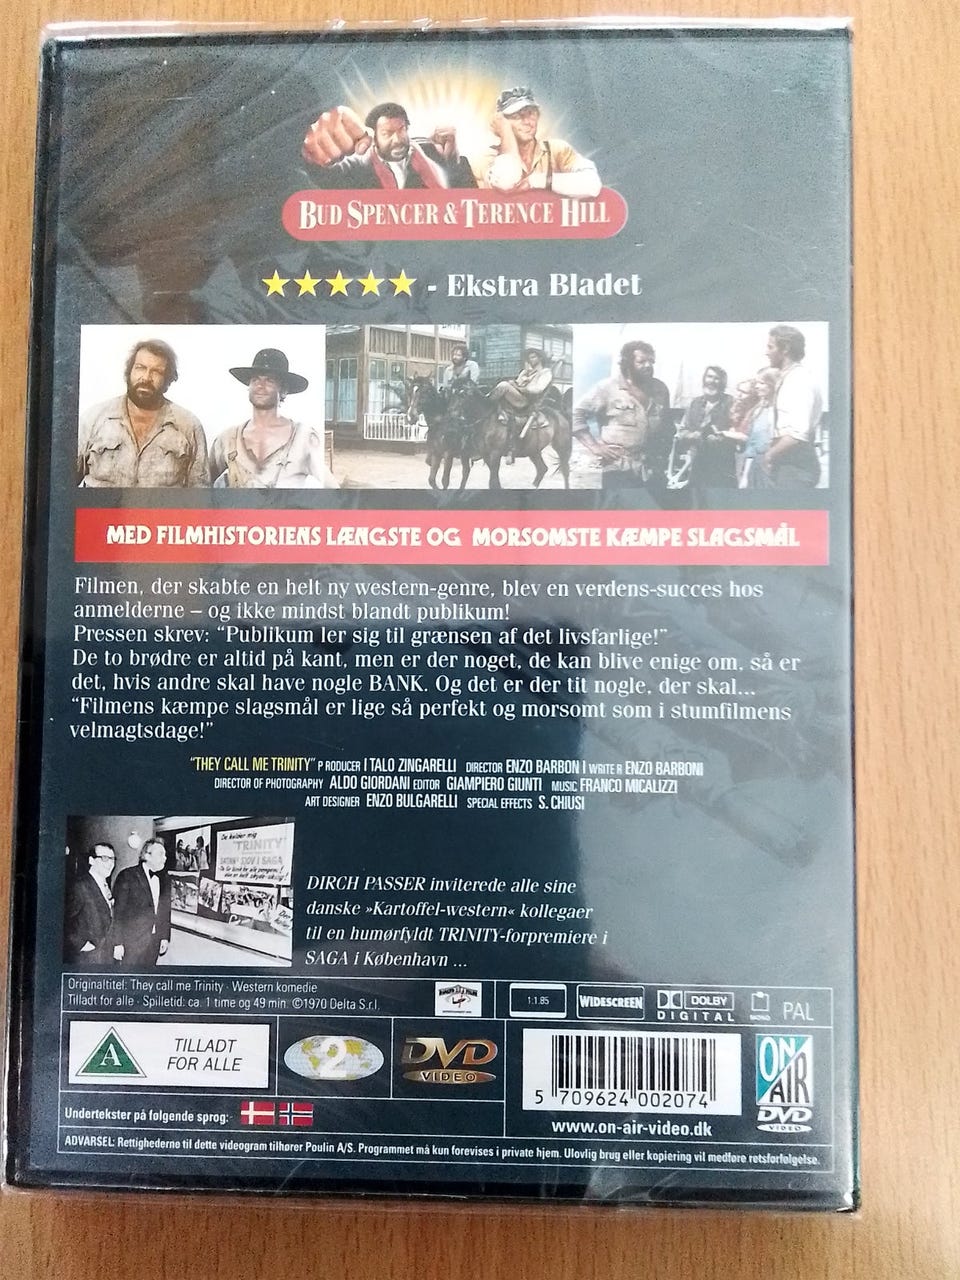 BUD SPENCER & TERENCE HILL
★★★★★ - Ekstra Bladet
MED FILMHISTORIENS LÆNGSTE OG MORSOMSTE KÆMPE SLAGSMÅL
Filmen, der skabte en helt ny western-genre, blev en verdens-succes hos
anmelderne – og ikke mindst blandt publikum!
Pressen skrev: “Publikum ler sig til grænsen af det livsfarlige!”
De to brødre er altid på kant, men er der noget, de kan blive enige om, så er
det, hvis andre skal have nogle BANK. Og det er der tit nogle, der skal...
“Filmens kæmpe slagsmål er lige så perfekt og morsomt som i stumfilmens
velmagtsdage!”
“THEY CALL ME TRINITY” PRODUCER ITALO ZINGARELLI DIRECTOR ENZO BARBONI WRITER ENZO BARBONI
DIRECTOR OF PHOTOGRAPHY ALDO GIORDANI EDITOR GIAMPIERO GIUNTI MUSIC FRANCO MICALIZZI
ART DESIGNER ENZO BULGARELLI SPECIAL EFFECTS S. CHIUSI
De kalder mig
"TRINITY"
SATAN SJOV I SAGA
DIRCH PASSER inviterede alle sine
danske »Kartoffel-western« kollegaer
til en humørfyldt TRINITY-forpremiere i
SAGA i København ...
Originaltitel: They call me Trinity · Western komedie
Tilladt for alle · Spilletid: ca. 1 time og 49 min. ©1970 Delta S.r.l.
1:1.85
WIDESCREEN
DOLBY
DIGITAL
MONO
PAL
A
TILLADT
FOR ALLE
2
DVD
VIDEO
5 709624 002074
www.on-air-video.dk
ON
AIR
DVD
VIDEO
Undertekster på følgende sprog:
ADVARSEL: Rettighederne til dette videogram tilhører Poulin A/S. Programmet må kun forevises i private hjem. Ulovlig brug eller kopiering vil medføre retsforfølgelse.